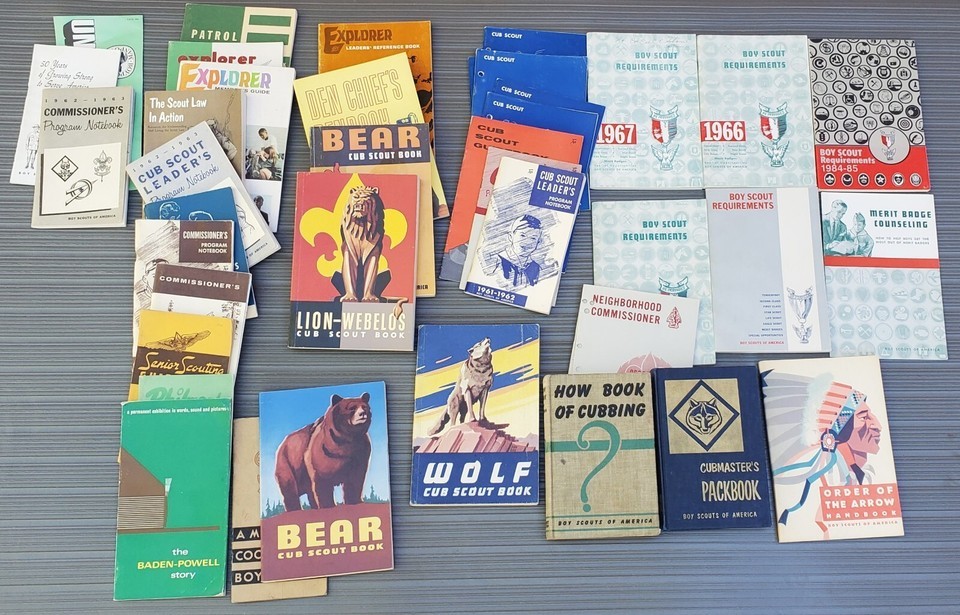 PATROL
explorer
EXPLORER
MEMBER'S GUIDE
50 Years
of Growing Strong
1962-1963
COMMISSIONER'S
Program Notebook
BOY SCOUTS OF AMERICA
The Scout Law
In Action
CUB SCOUT
LEADER'S
Program Notebook
COMMISSIONER'S
PROGRAM
NOTEBOOK
COMMISSIONER'S
Senior Scouting
a permanent exhibition in words, sound and pictures
the
BADEN-POWELL
story
EXPLORER
LEADERS' REFERENCE BOOK
DEN CHIEF'S
BEAR
CUB SCOUT BOOK
LION-WEBELOS
CUB SCOUT BOOK
BEAR
CUB SCOUT BOOK
BOY
WOLF
CUB SCOUT BOOK
CUB SCOUT
CUB SCOUT
CUB SCOUT
CUB SCOUT
CUB
SCOUT
CUB SCOUT
LEADER'S
PROGRAM
NOTEBOOK
1961-1962
BOY SCOUT
REQUIREMENTS
1967
BOY SCOUT
REQUIREMENTS
1966
BOY SCOUT
Requirements
1984-85
BOY SCOUT
REQUIREMENTS
BOY SCOUT
REQUIREMENTS
BOY SCOUTS OF AMERICA
MERIT BADGE
COUNSELING
BOY SCOUTS OF AMERICA
NEIGHBORHOOD
COMMISSIONER
HOW BOOK
OF CUBBING
?
BOY SCOUTS OF AMERICA
CUBMASTER'S
PACKBOOK
BOY SCOUTS OF AMERICA
ORDER OF
THE ARROW
HANDBOOK
BOY SCOUTS OF AMERICA